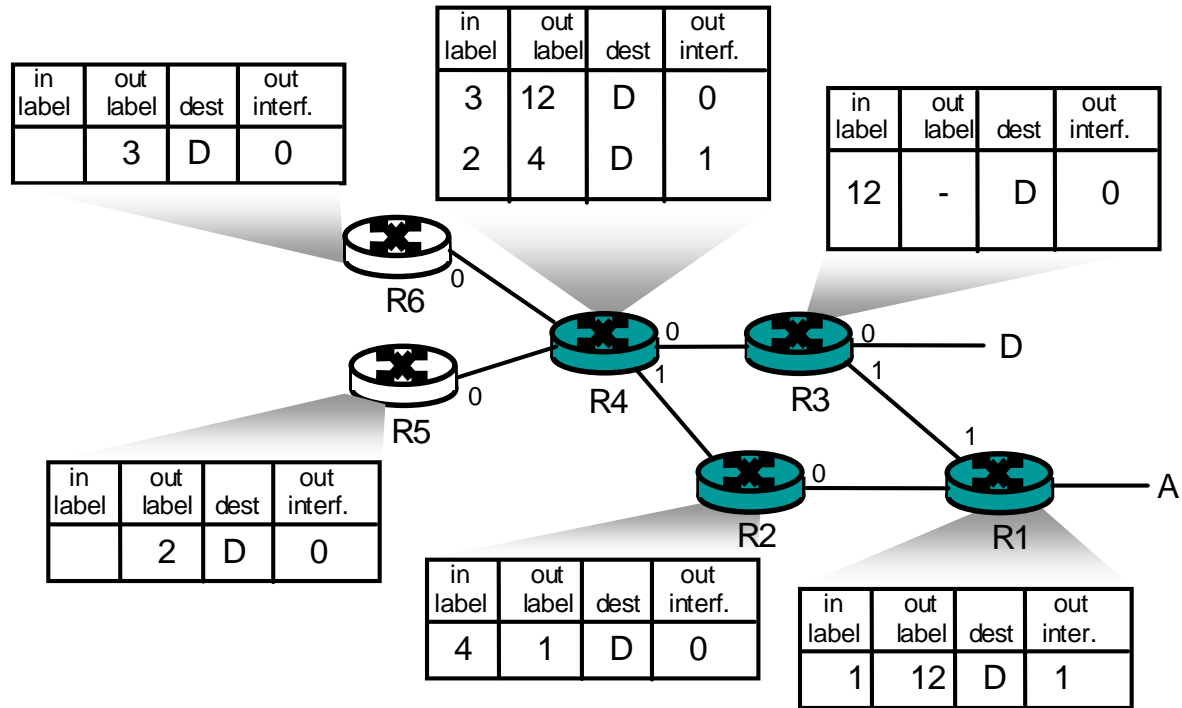 in out out
label label dest interf.
3 12 D 0
2 4 D 1
in out out
label label dest interf.
3 D 0
in out out
label label dest interf.
12 - D 0
R6
0
R5
0
R4
0
1
R3
0
1
D
R2
0
R1
1
A
in out out
label label dest interf.
2 D 0
in out out
label label dest interf.
4 1 D 0
in out out
label label dest inter.
1 12 D 1